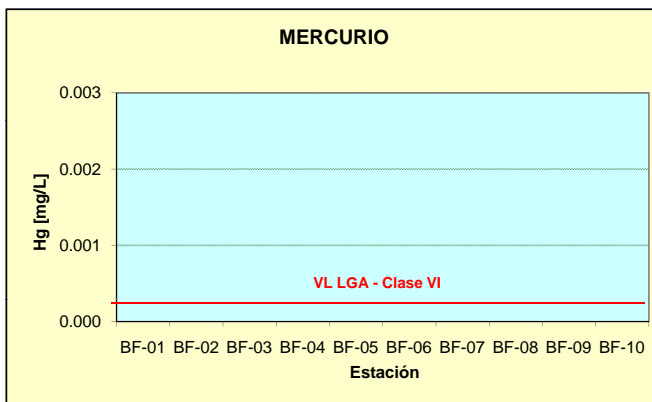 MERCURIO
0.003
0.002
0.001
0.000
Hg [mg/L]
VL LGA - Clase VI
BF-01 BF-02 BF-03 BF-04 BF-05 BF-06 BF-07 BF-08 BF-09 BF-10
Estación